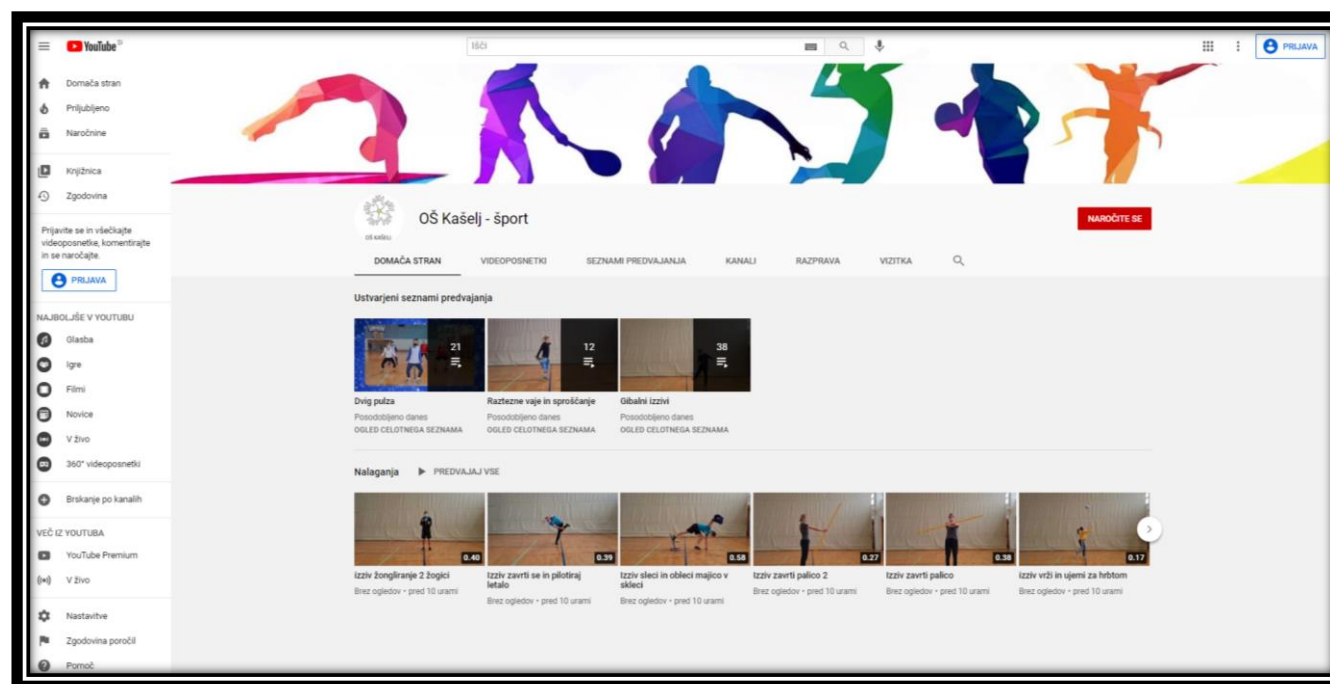 YouTube SI
Išči
PRIJAVA
Domača stran
Priljubljeno
Naročnine
Knjižnica
Zgodovina
Prijavite se in všečkajte
videoposnetke, komentirajte
in se naročajte.
PRIJAVA
NAJBOLJŠE V YOUTUBU
Glasba
Igre
Filmi
Novice
V živo
360° videoposnetki
Brskanje po kanalih
VEČ IZ YOUTUBA
YouTube Premium
V živo
Nastavitve
Zgodovina poročil
Pomoč
OŠ KAŠELJ
OŠ Kašelj - šport
NAROČITE SE
DOMAČA STRAN VIDEOPOSNETKI SEZNAMI PREDVAJANJA KANALI RAZPRAVA VIZITKA
Ustvarjeni seznami predvajanja
21
Dvig pulza
Posodobljeno danes
OGLED CELOTNEGA SEZNAMA
12
Raztezne vaje in sproščanje
Posodobljeno danes
OGLED CELOTNEGA SEZNAMA
38
Gibalni izzivi
Posodobljeno danes
OGLED CELOTNEGA SEZNAMA
Nalaganja PREDVAJAJ VSE
0.40
izziv žongliranje 2 žogici
Brez ogledov • pred 10 urami
0.39
Izziv zavrti se in pilotiraj
letalo
Brez ogledov • pred 10 urami
0.58
Izziv sleci in obleci majico v
skleci
Brez ogledov • pred 10 urami
0.27
Izziv zavrti palico 2
Brez ogledov • pred 10 urami
0.38
Izziv zavrti palico
Brez ogledov • pred 10 urami
0.17
izziv vrži in ujemi za hrbtom
Brez ogledov • pred 10 urami